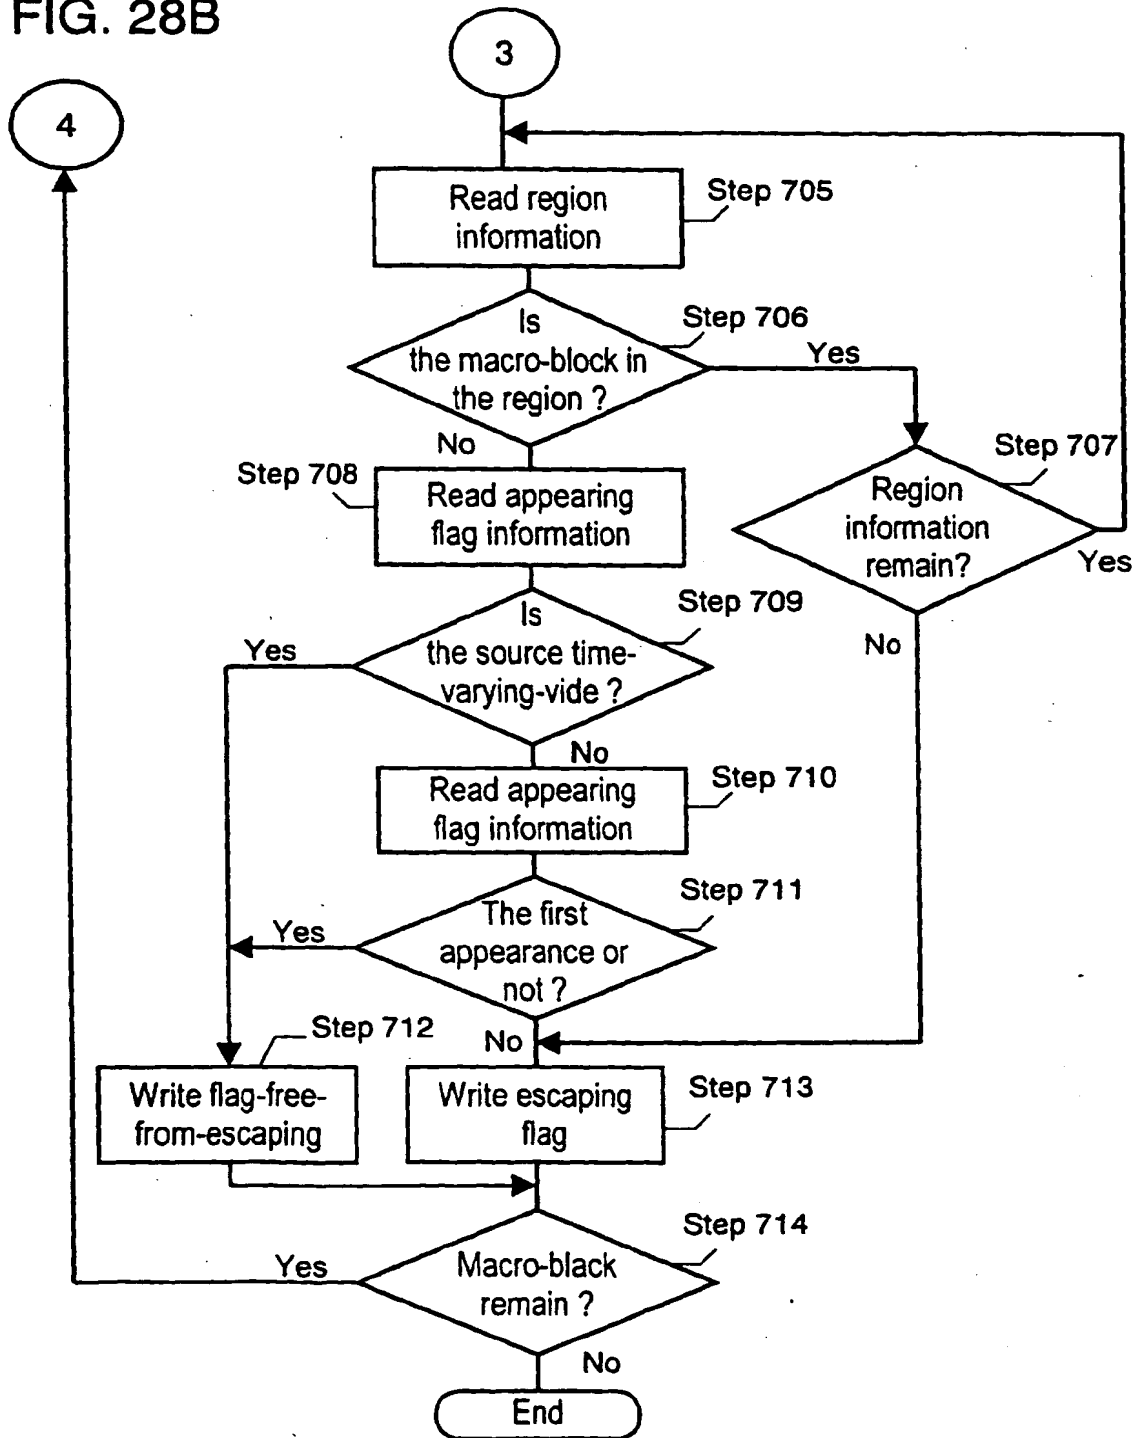 FIG. 28B
3
4
Read region
information
Step 705
Is
the macro-block in
the region ?
Step 706
Yes
No
Step 707
Region
information
remain?
Yes
No
Step 708
Read appearing
flag information
Is
the source time-
varying-vide ?
Step 709
Yes
No
Read appearing
flag information
Step 710
The first
appearance or
not ?
Step 711
Yes
No
Step 712
Write flag-free-
from-escaping
Write escaping
flag
Step 713
Macro-black
remain ?
Step 714
Yes
No
End